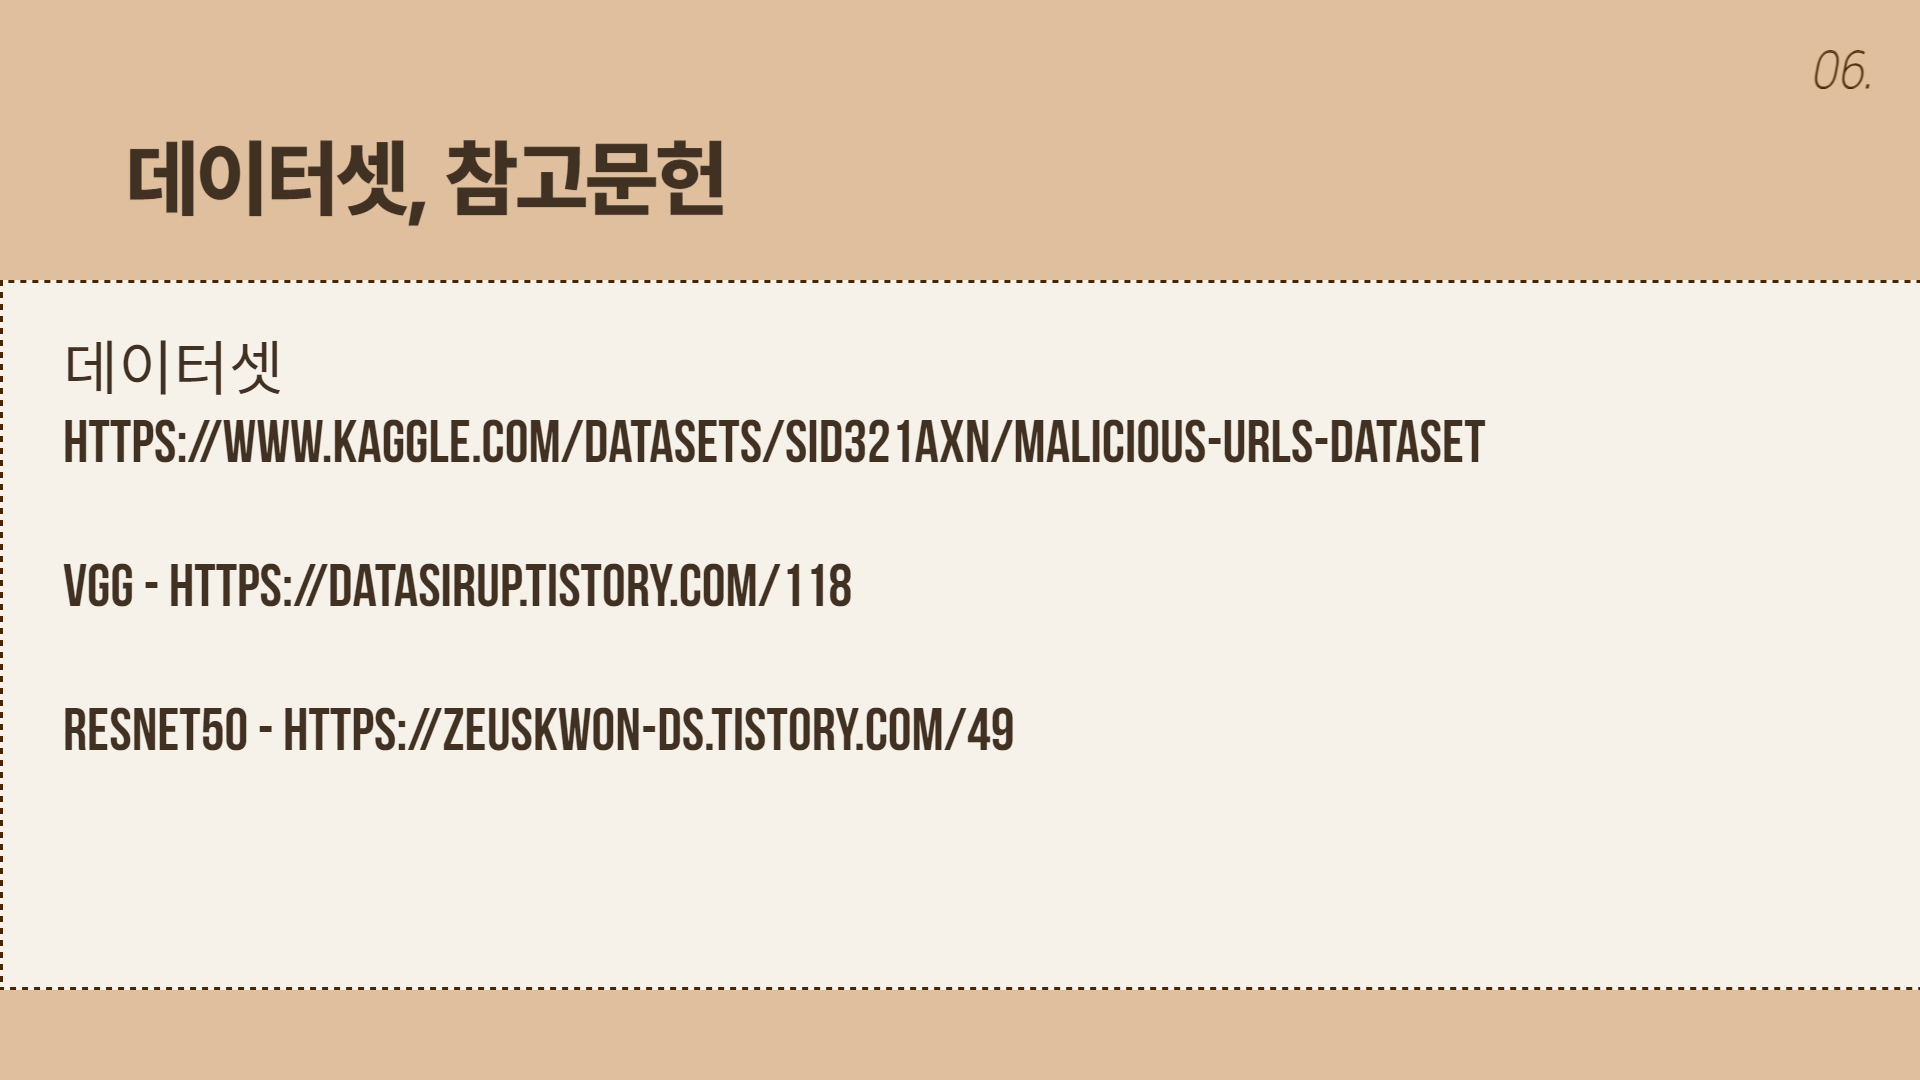 06.
데이터셋, 참고문헌
데이터셋
HTTPS://WWW.KAGGLE.COM/DATASETS/SID321AXN/MALICIOUS-URLS-DATASET
VGG - HTTPS://DATASIRUP.TISTORY.COM/118
RESNET50 - HTTPS://ZEUSKWON-DS.TISTORY.COM/49